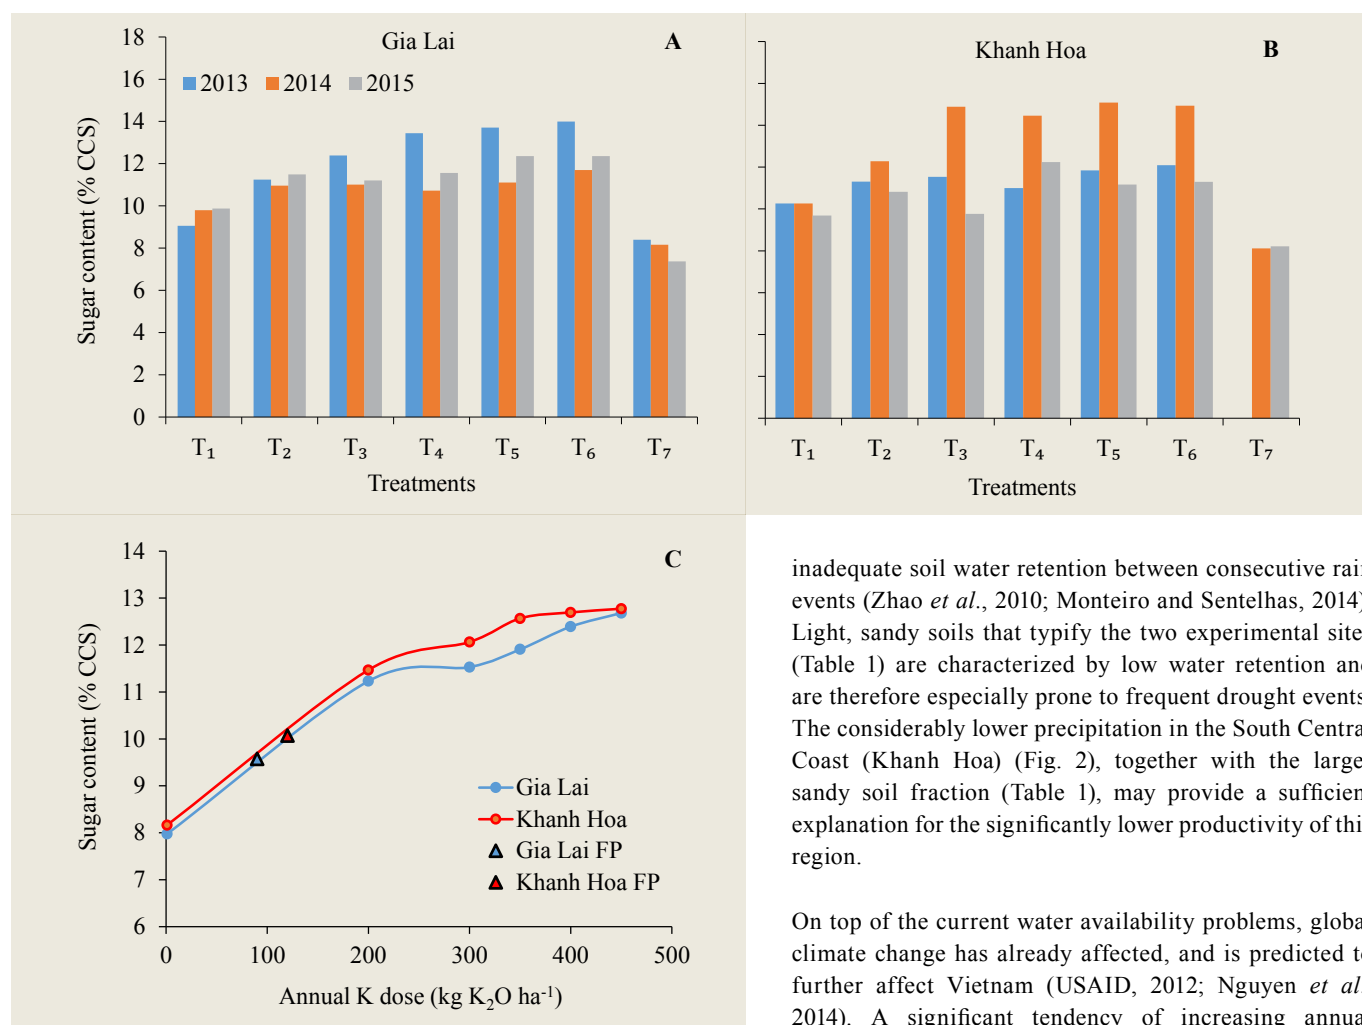 Gia Lai
A
18
16
14
12
10
8
6
4
2
0
Sugar content (% CCS)
2013 2014 2015
T₁ T₂ T₃ T₄ T₅ T₆ T₇
Treatments
Khanh Hoa
B
T₁ T₂ T₃ T₄ T₅ T₆ T₇
Treatments
C
14
13
12
11
10
9
8
7
6
Sugar content (% CCS)
Gia Lai
Khanh Hoa
Gia Lai FP
Khanh Hoa FP
0 100 200 300 400 500
Annual K dose (kg K₂O ha⁻¹)
inadequate soil water retention between consecutive rai
events (Zhao et al., 2010; Monteiro and Sentelhas, 2014)
Light, sandy soils that typify the two experimental site
(Table 1) are characterized by low water retention and
are therefore especially prone to frequent drought events
The considerably lower precipitation in the South Centra
Coast (Khanh Hoa) (Fig. 2), together with the large
sandy soil fraction (Table 1), may provide a sufficien
explanation for the significantly lower productivity of thi
region.
On top of the current water availability problems, globa
climate change has already affected, and is predicted to
further affect Vietnam (USAID, 2012; Nguyen et al.
2014). A significant tendency of increasing annua